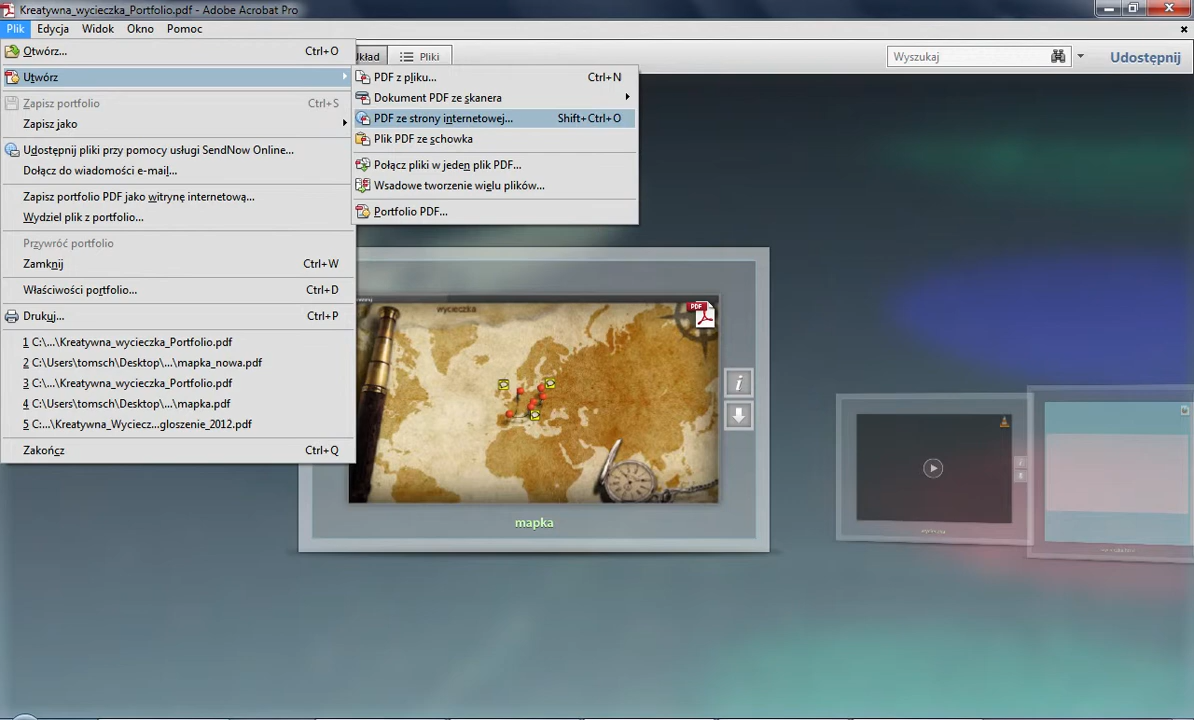 Kreatywna_wycieczka_Portfolio.pdf - Adobe Acrobat Pro
Plik Edycja Widok Okno Pomoc
Otwórz... Ctrl+O
Układ Pliki
Wyszukaj
Udostępnij
Utwórz
Zapisz portfolio Ctrl+S
Zapisz jako
Udostępnij pliki przy pomocy usługi SendNow Online...
Dołącz do wiadomości e-mail...
Zapisz portfolio PDF jako witrynę internetową...
Wydziel plik z portfolio...
Przywróć portfolio
Zamknij Ctrl+W
Właściwości portfolio... Ctrl+D
Drukuj... Ctrl+P
1 C:\...\Kreatywna_wycieczka_Portfolio.pdf
2 C:\Users\tomsch\Desktop\...\mapka_nowa.pdf
3 C:\...\Kreatywna_wycieczka_Portfolio.pdf
4 C:\Users\tomsch\Desktop\...\mapka.pdf
5 C:\...\Kreatywna_Wyciecz...gloszenie_2012.pdf
Zakończ Ctrl+Q
PDF z pliku... Ctrl+N
Dokument PDF ze skanera
PDF ze strony internetowej... Shift+Ctrl+O
Plik PDF ze schowka
Połącz pliki w jeden plik PDF...
Wsadowe tworzenie wielu plików...
Portfolio PDF...
wycieczka
PDF
mapka